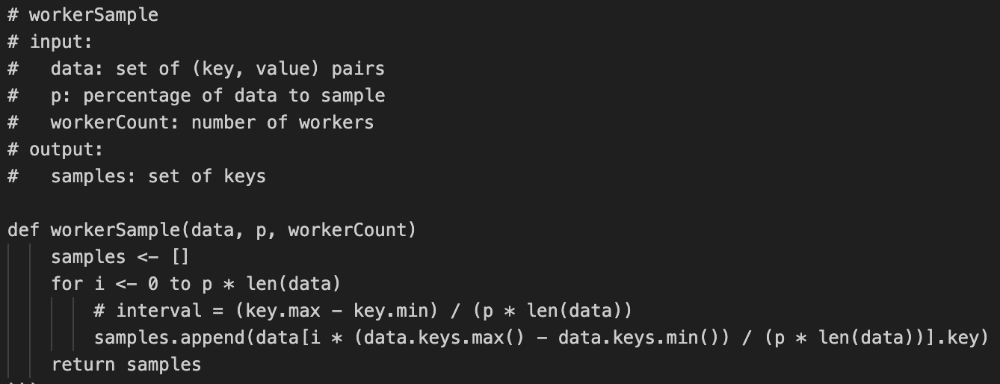 # workerSample
# input:
#   data: set of (key, value) pairs
#   p: percentage of data to sample
#   workerCount: number of workers
# output:
#   samples: set of keys

def workerSample(data, p, workerCount)
    samples <- []
    for i <- 0 to p * len(data)
        # interval = (key.max - key.min) / (p * len(data))
        samples.append(data[i * (data.keys.max() - data.keys.min()) / (p * len(data))].key)
    return samples